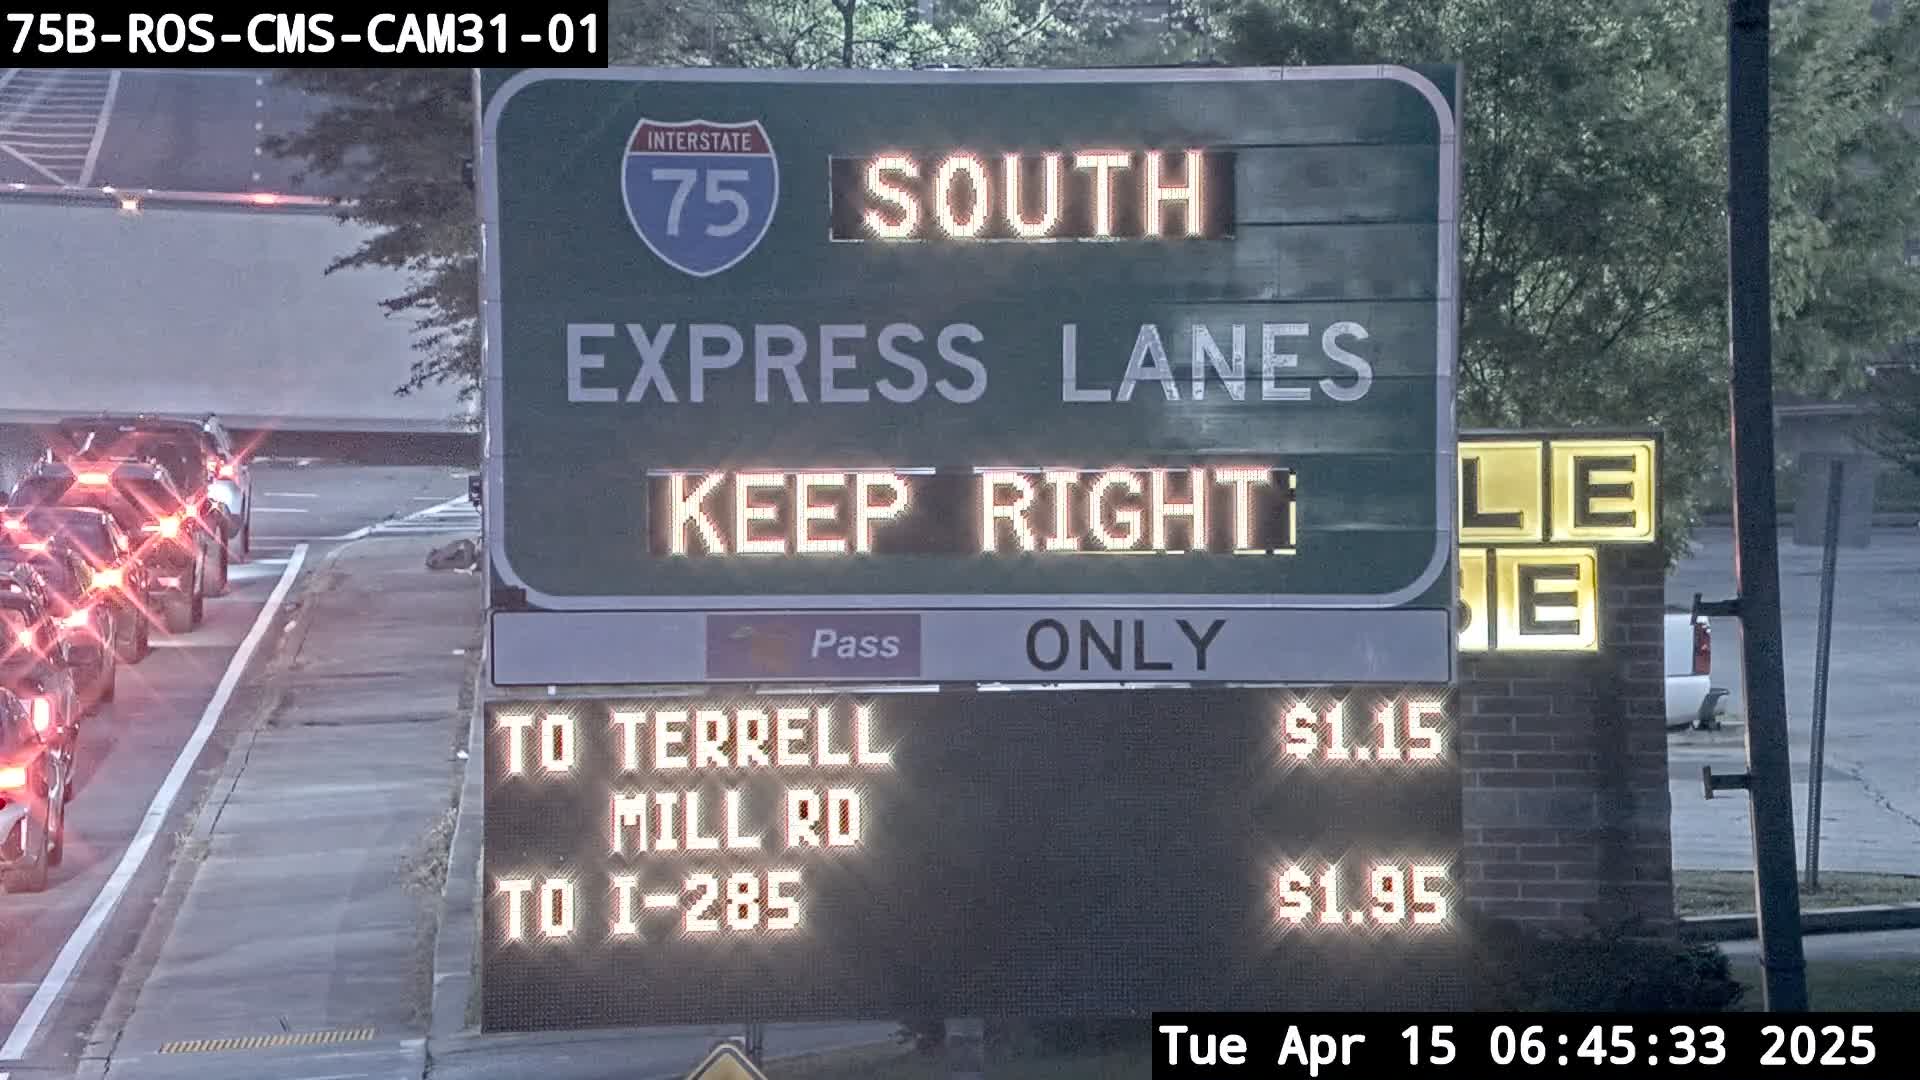 75B-ROS-CMS-CAM31-01
INTERSTATE
75
SOUTH
EXPRESS LANES
KEEP RIGHT
Pass ONLY
TO TERRELL $1.15
MILL RD
TO I-285 $1.95
LE
E
Tue Apr 15 06:45:33 2025